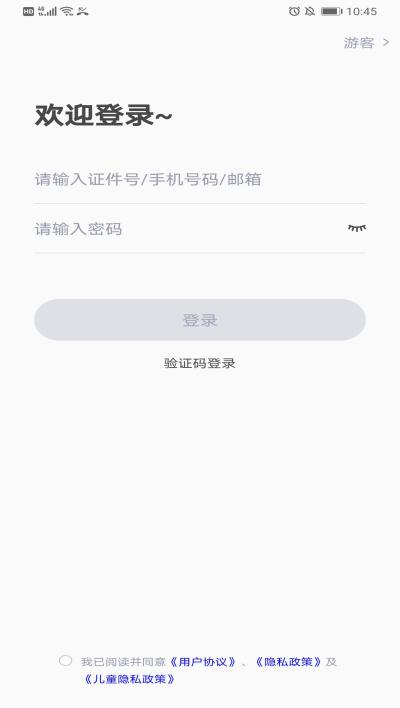 HD 4G 10:45
游客 >
欢迎登录~
请输入证件号/手机号码/邮箱
请输入密码
登录
验证码登录
我已阅读并同意《用户协议》、《隐私政策》及
《儿童隐私政策》